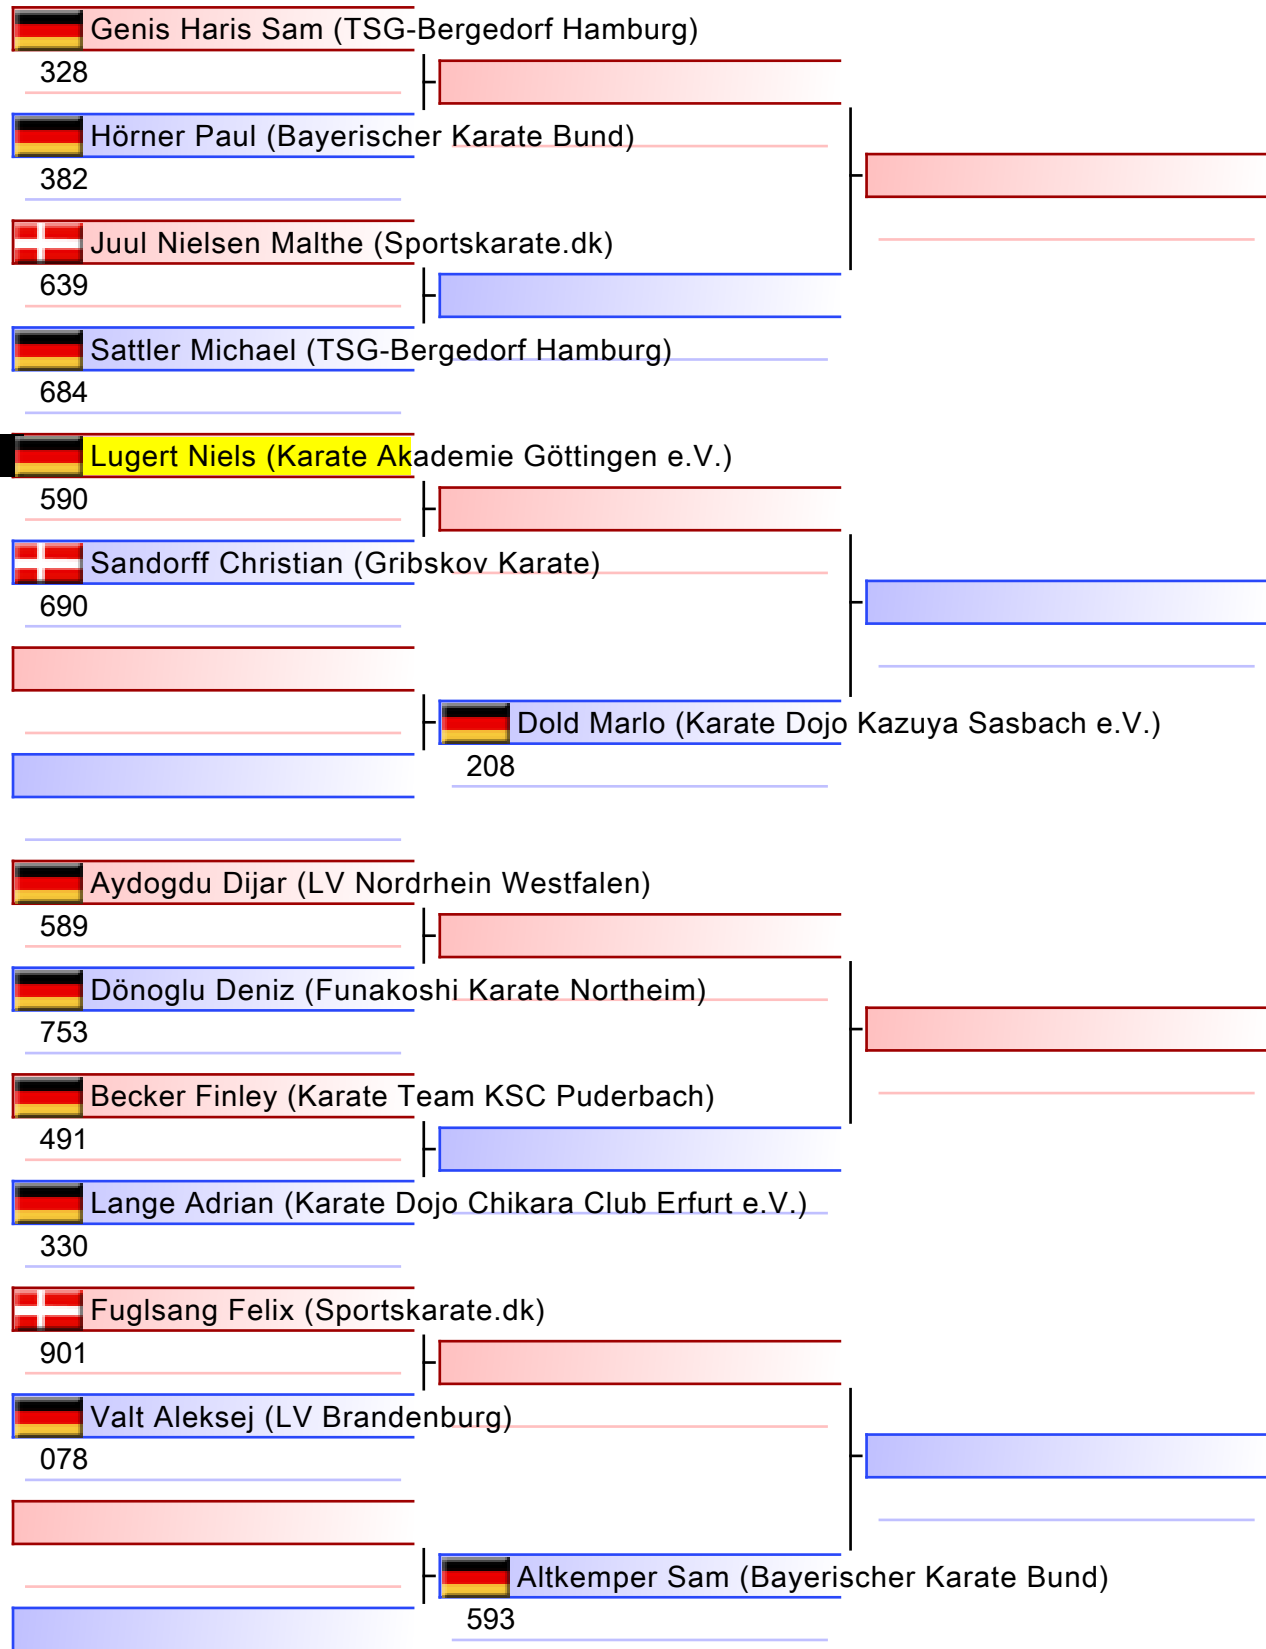 Genis Haris Sam (TSG-Bergedorf Hamburg)
328
Hörner Paul (Bayerischer Karate Bund)
382
Juul Nielsen Malthe (Sportskarate.dk)
639
Sattler Michael (TSG-Bergedorf Hamburg)
684
Lugert Niels (Karate Akademie Göttingen e.V.)
590
Sandorff Christian (Gribskov Karate)
690
Dold Marlo (Karate Dojo Kazuya Sasbach e.V.)
208
Aydogdu Dijar (LV Nordrhein Westfalen)
589
Dönoglu Deniz (Funakoshi Karate Northeim)
753
Becker Finley (Karate Team KSC Puderbach)
491
Lange Adrian (Karate Dojo Chikara Club Erfurt e.V.)
330
Fuglsang Felix (Sportskarate.dk)
901
Valt Aleksej (LV Brandenburg)
078
Altkemper Sam (Bayerischer Karate Bund)
593